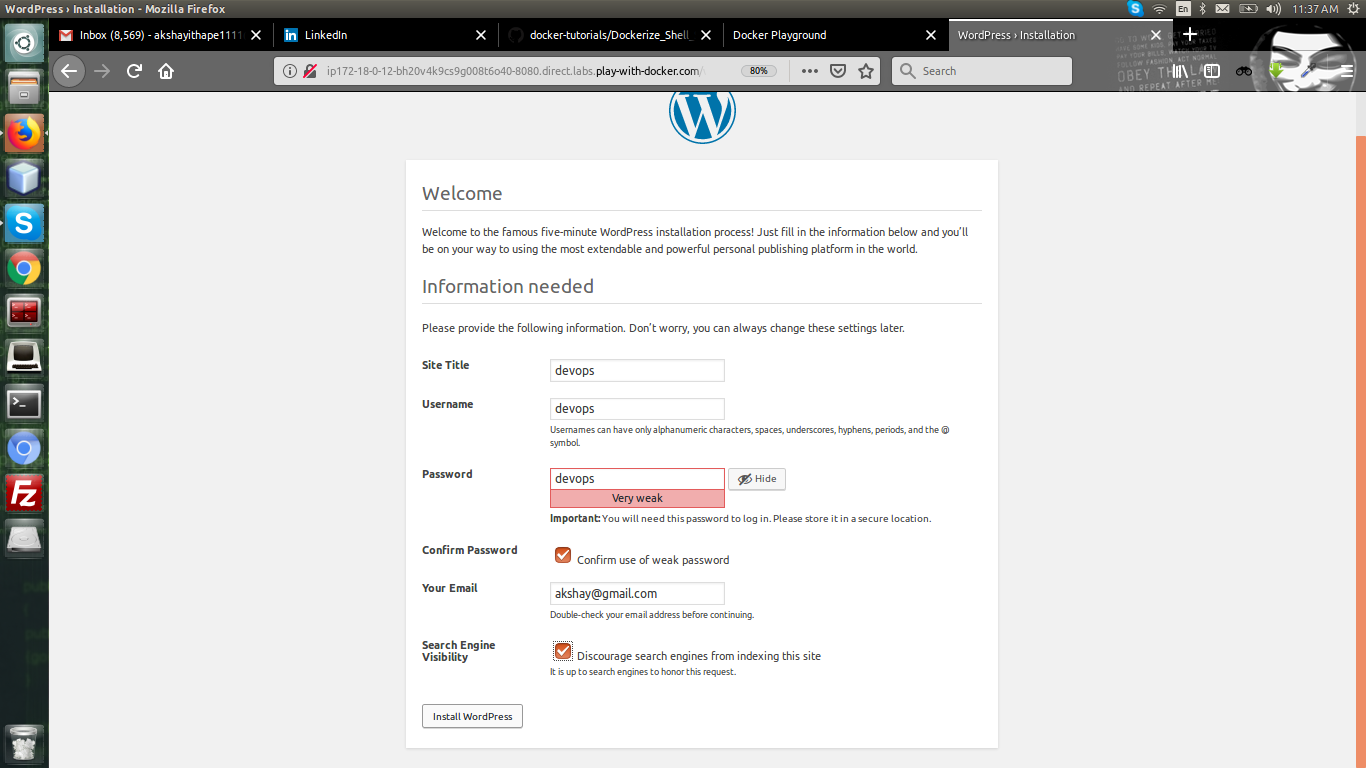 WordPress › Installation - Mozilla Firefox
En
11:37 AM
Inbox (8,569) - akshayithape1111
LinkedIn
docker-tutorials/Dockerize_Shell_
Docker Playground
WordPress › Installation
ip172-18-0-12-bh20v4k9cs9g008t6o40-8080.direct.labs.play-with-docker.com/
80%
Search
OBEY
AND REPEAT AFTER ME
Welcome
Welcome to the famous five-minute WordPress installation process! Just fill in the information below and you’ll
be on your way to using the most extendable and powerful personal publishing platform in the world.
Information needed
Please provide the following information. Don’t worry, you can always change these settings later.
Site Title
devops
Username
devops
Usernames can have only alphanumeric characters, spaces, underscores, hyphens, periods, and the @
symbol.
Password
devops
Hide
Very weak
Important: You will need this password to log in. Please store it in a secure location.
Confirm Password
Confirm use of weak password
Your Email
akshay@gmail.com
Double-check your email address before continuing.
Search Engine
Visibility
Discourage search engines from indexing this site
It is up to search engines to honor this request.
Install WordPress